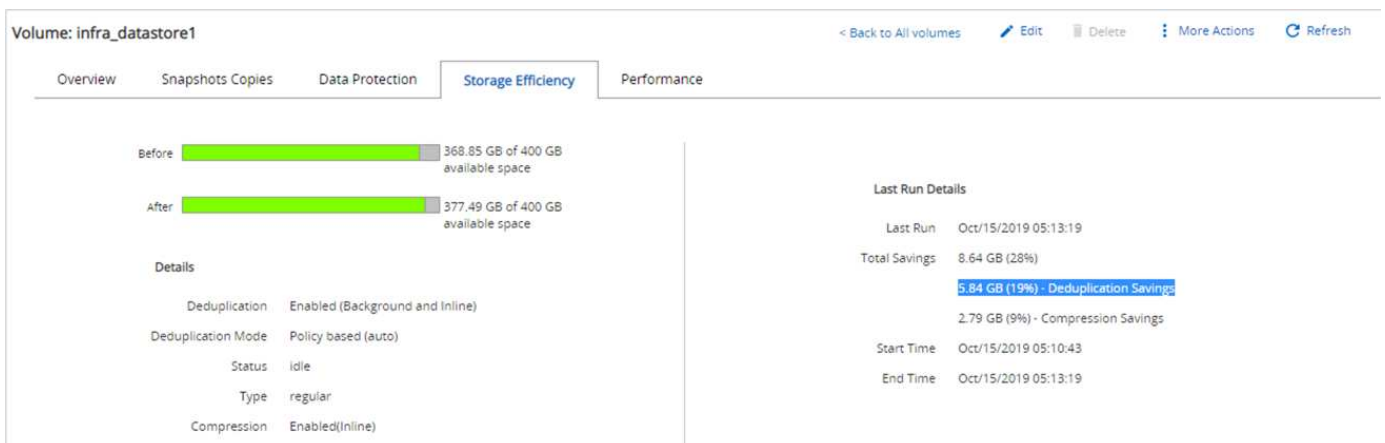 Volume: infra_datastore1
< Back to All volumes
Edit
Delete
More Actions
Refresh
Overview
Snapshots Copies
Data Protection
Storage Efficiency
Performance
Before
368.85 GB of 400 GB
available space
After
377.49 GB of 400 GB
available space
Details
Deduplication Enabled (Background and Inline)
Deduplication Mode Policy based (auto)
Status idle
Type regular
Compression Enabled(Inline)
Last Run Details
Last Run Oct/15/2019 05:13:19
Total Savings 8.64 GB (28%)
5.84 GB (19%) - Deduplication Savings
2.79 GB (9%) - Compression Savings
Start Time Oct/15/2019 05:10:43
End Time Oct/15/2019 05:13:19